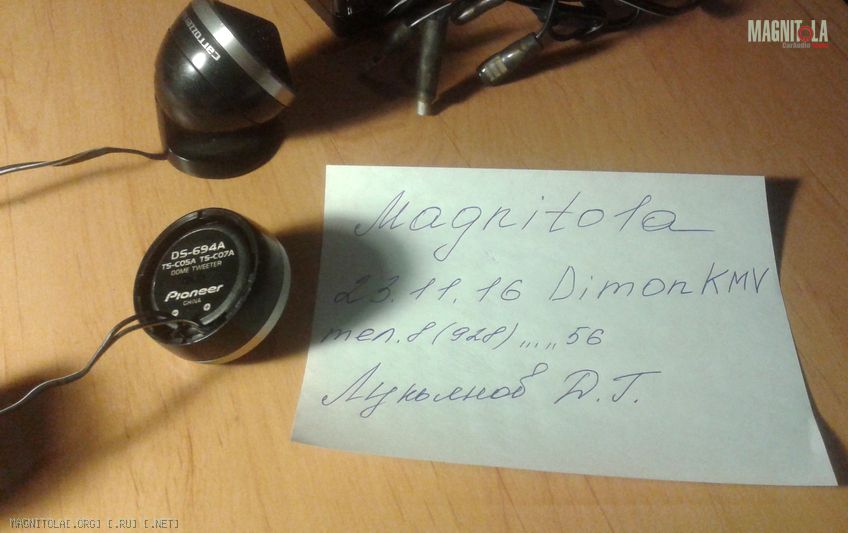 carrozze
MAGNITOLA
CarAudio
DS-694A
TS-C05A TS-C07A
DOME TWEETER
Pioneer
CHINA
Magnitola
23.11.16 DimonKMV
тел.8(928),,,,,56
Лукьянов Д.Г.
MAGNITOLA[.ORG] [.RU] [.NET]